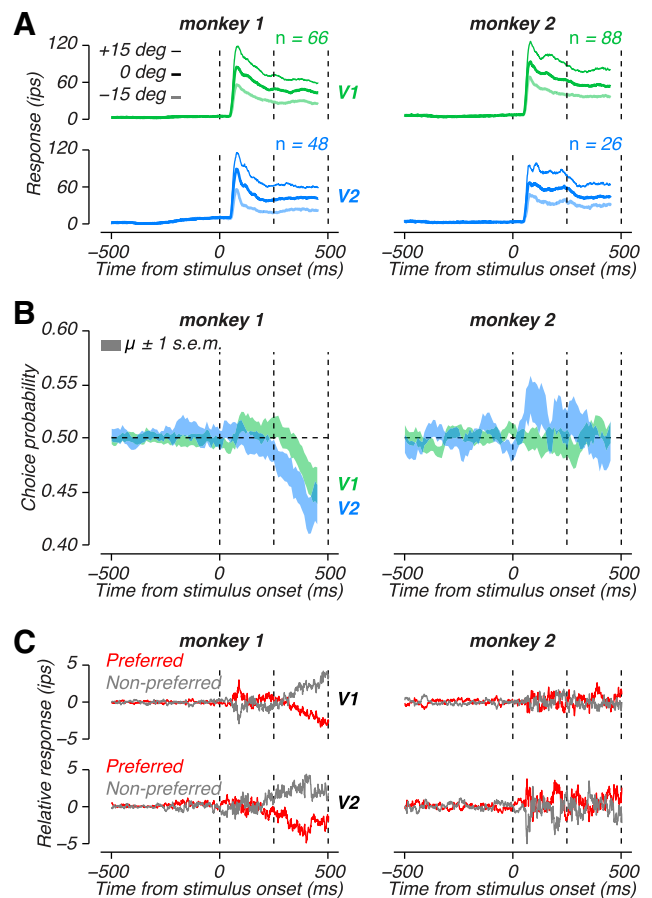 A
monkey 1
monkey 2
n = 66
n = 88
120
60
0
+15 deg
0 deg
−15 deg
V1
n = 48
n = 26
120
60
0
V2
Response (ips)
−500 0 500
−500 0 500
Time from stimulus onset (ms)
Time from stimulus onset (ms)
B
monkey 1
monkey 2
0.60
0.55
0.50
0.45
0.40
μ ± 1 s.e.m.
Choice probability
V1
V2
−500 0 500
−500 0 500
Time from stimulus onset (ms)
Time from stimulus onset (ms)
C
monkey 1
monkey 2
5
0
−5
Preferred
Non-preferred
V1
5
0
−5
Preferred
Non-preferred
V2
Relative response (ips)
−500 0 500
−500 0 500
Time from stimulus onset (ms)
Time from stimulus onset (ms)